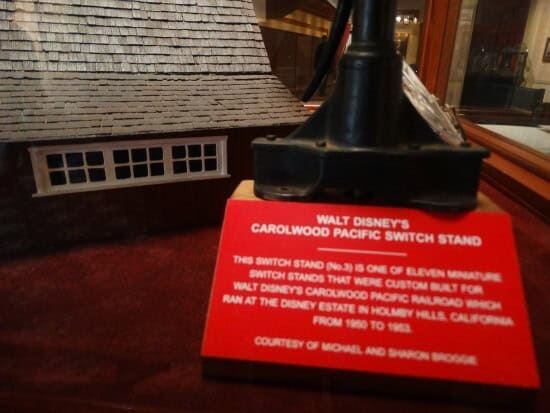 WALT DISNEY'S
CAROLWOOD PACIFIC SWITCH STAND
THIS SWITCH STAND (No.3) IS ONE OF ELEVEN MINIATURE
SWITCH STANDS THAT WERE CUSTOM BUILT FOR
WALT DISNEY'S CAROLWOOD PACIFIC RAILROAD WHICH
RAN AT THE DISNEY ESTATE IN HOLMBY HILLS, CALIFORNIA
FROM 1950 TO 1953.
COURTESY OF MICHAEL AND SHARON BROGGIE